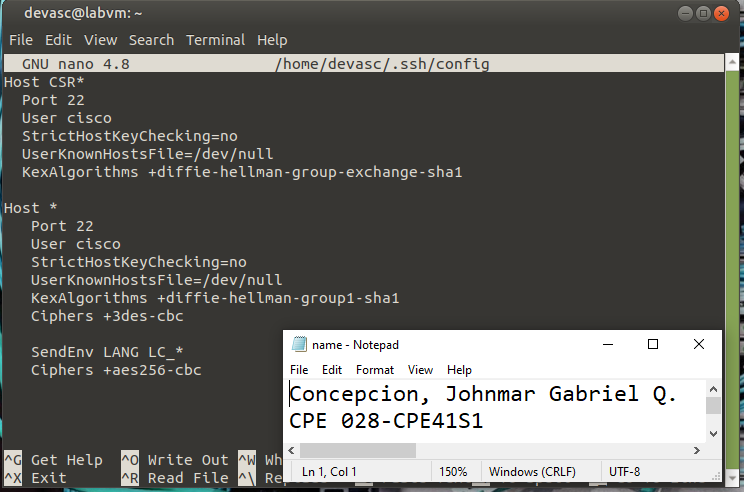 devasc@labvm: ~
File Edit View Search Terminal Help
GNU nano 4.8 /home/devasc/.ssh/config
Host CSR*
Port 22
User cisco
StrictHostKeyChecking=no
UserKnownHostsFile=/dev/null
KexAlgorithms +diffie-hellman-group-exchange-sha1
Host *
Port 22
User cisco
StrictHostKeyChecking=no
UserKnownHostsFile=/dev/null
KexAlgorithms +diffie-hellman-group1-sha1
Ciphers +3des-cbc
SendEnv LANG LC_*
Ciphers +aes256-cbc
^G Get Help ^O Write Out ^W
^X Exit ^R Read File ^\
name - Notepad
File Edit Format View Help
Concepcion, Johnmar Gabriel Q.
CPE 028-CPE41S1
Ln 1, Col 1 150% Windows (CRLF) UTF-8